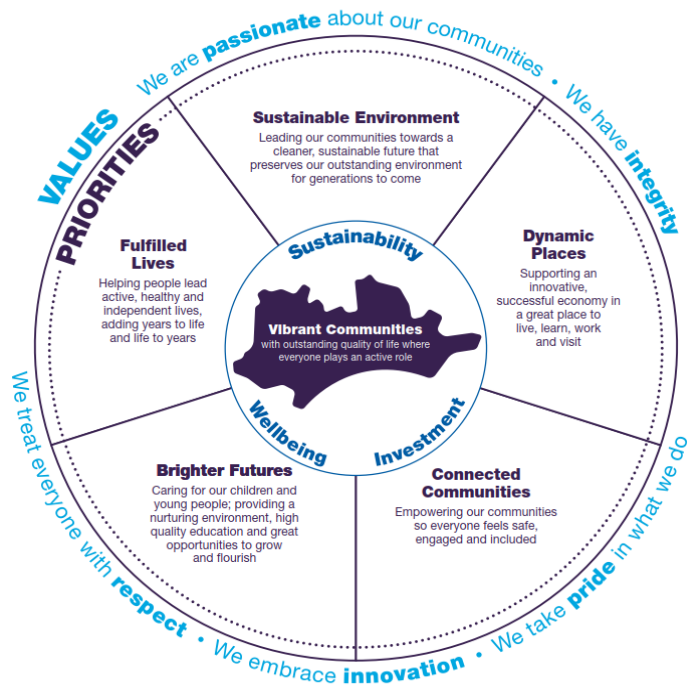 VALUES
We are passionate about our communities • We have integrity
We take pride in what we do
• We embrace innovation •
We treat everyone with respect
PRIORITIES
Sustainable Environment
Leading our communities towards a
cleaner, sustainable future that
preserves our outstanding environment
for generations to come
Dynamic
Places
Supporting an
innovative,
successful economy in
a great place to
live, learn, work
and visit
Connected
Communities
Empowering our communities
so everyone feels safe,
engaged and included
Brighter Futures
Caring for our children and
young people; providing a
nurturing environment, high
quality education and great
opportunities to grow
and flourish
Fulfilled
Lives
Helping people lead
active, healthy and
independent lives,
adding years to life
and life to years
Sustainability
Vibrant Communities
with outstanding quality of life where
everyone plays an active role
Wellbeing
Investment